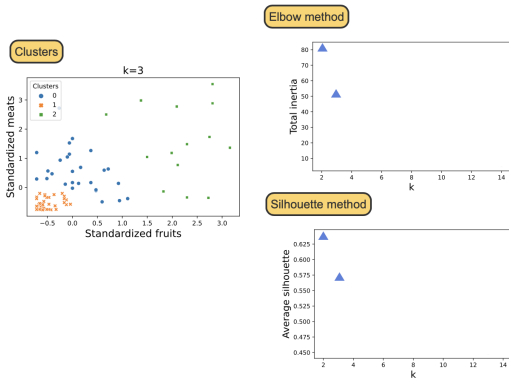 Clusters
k=3
Clusters
0
1
2
Standardized meats
3
2
1
0
−0.5 0.0 0.5 1.0 1.5 2.0 2.5 3.0
Standardized fruits
Elbow method
Total inertia
80
70
60
50
40
30
20
10
2 4 6 8 10 12 14
k
Silhouette method
Average silhouette
0.625
0.600
0.575
0.550
0.525
0.500
0.475
0.450
2 4 6 8 10 12 14
k